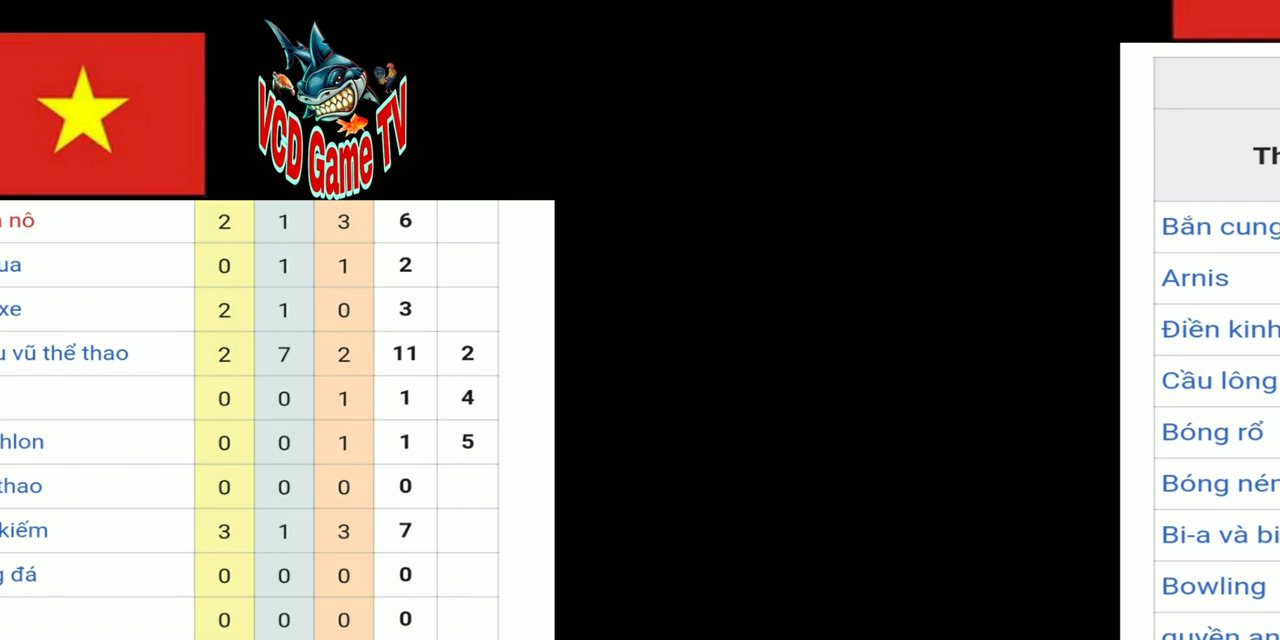 VCD Game TV
nô 2 1 3 6
ua 0 1 1 2
xe 2 1 0 3
vũ thể thao 2 7 2 11 2
0 0 1 1 4
hlon 0 0 1 1 5
thao 0 0 0 0
kiếm 3 1 3 7
đá 0 0 0 0
0 0 0 0
Th
Bắn cung
Arnis
Điền kinh
Cầu lông
Bóng rổ
Bóng ném
Bi-a và bi
Bowling
quyền an